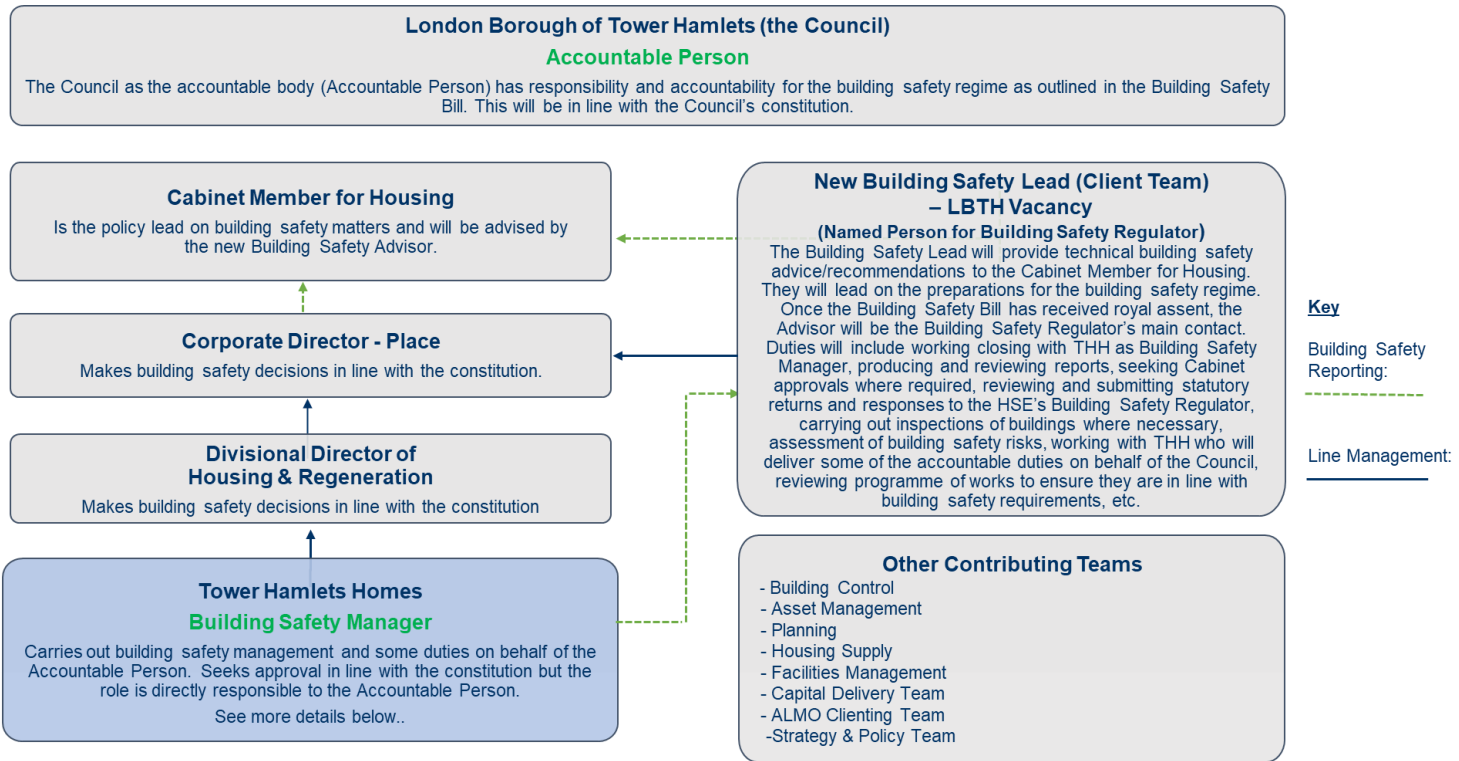 London Borough of Tower Hamlets (the Council)
Accountable Person
The Council as the accountable body (Accountable Person) has responsibility and accountability for the building safety regime as outlined in the Building Safety
Bill. This will be in line with the Council's constitution.
Cabinet Member for Housing
Is the policy lead on building safety matters and will be advised by
the new Building Safety Advisor.
Corporate Director - Place
Makes building safety decisions in line with the constitution.
Divisional Director of
Housing & Regeneration
Makes building safety decisions in line with the constitution
Tower Hamlets Homes
Building Safety Manager
Carries out building safety management and some duties on behalf of the
Accountable Person. Seeks approval in line with the constitution but the
role is directly responsible to the Accountable Person.
See more details below..
New Building Safety Lead (Client Team)
– LBTH Vacancy
(Named Person for Building Safety Regulator)
The Building Safety Lead will provide technical building safety
advice/recommendations to the Cabinet Member for Housing.
They will lead on the preparations for the building safety regime.
Once the Building Safety Bill has received royal assent, the
Advisor will be the Building Safety Regulator's main contact.
Duties will include working closing with THH as Building Safety
Manager, producing and reviewing reports, seeking Cabinet
approvals where required, reviewing and submitting statutory
returns and responses to the HSE's Building Safety Regulator,
carrying out inspections of buildings where necessary,
assessment of building safety risks, working with THH who will
deliver some of the accountable duties on behalf of the Council,
reviewing programme of works to ensure they are in line with
building safety requirements, etc.
Other Contributing Teams
- Building Control
- Asset Management
- Planning
- Housing Supply
- Facilities Management
- Capital Delivery Team
- ALMO Clienting Team
-Strategy & Policy Team
Key
Building Safety
Reporting:
Line Management: